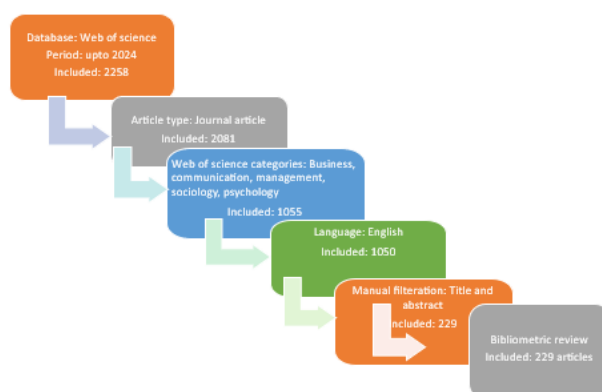 Database: Web of science
Period: upto 2024
Included: 2258
Article type: Journal article
Included: 2081
Web of science categories: Business,
communication, management,
sociology, psychology
Included: 1055
Language: English
Included: 1050
Manual filteration: Title and
abstract
Included: 229
Bibliometric review
Included: 229 articles